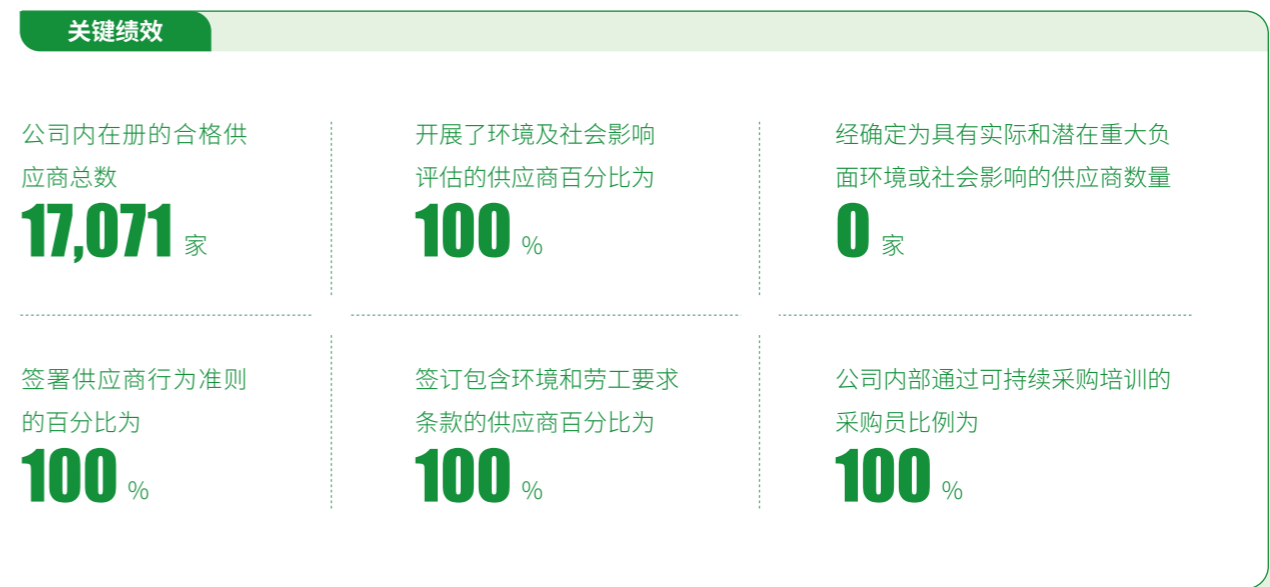 关键绩效
公司内在册的合格供
应商总数
17,071 家
开展了环境及社会影响
评估的供应商百分比为
100 %
经确定为具有实际和潜在重大负
面环境或社会影响的供应商数量
0 家
签署供应商行为准则
的百分比为
100 %
签订包含环境和劳工要求
条款的供应商百分比为
100 %
公司内部通过可持续采购培训的
采购员比例为
100 %